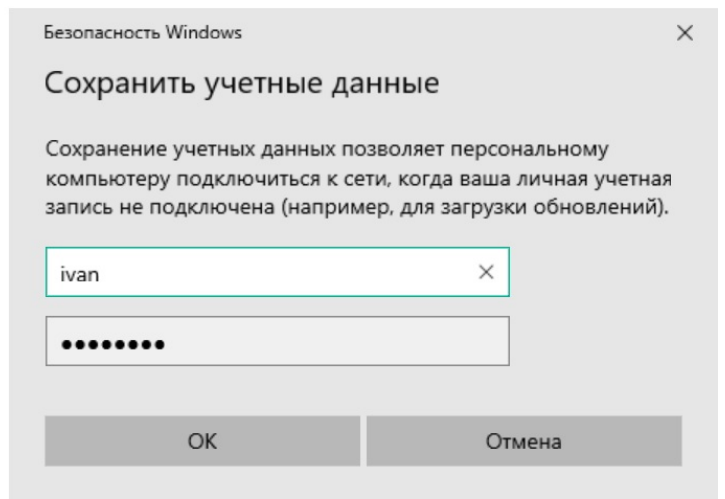 Безопасность Windows
Сохранить учетные данные
Сохранение учетных данных позволяет персональному
компьютеру подключиться к сети, когда ваша личная учетная
запись не подключена (например, для загрузки обновлений).
ivan
••••••••
ОК
Отмена